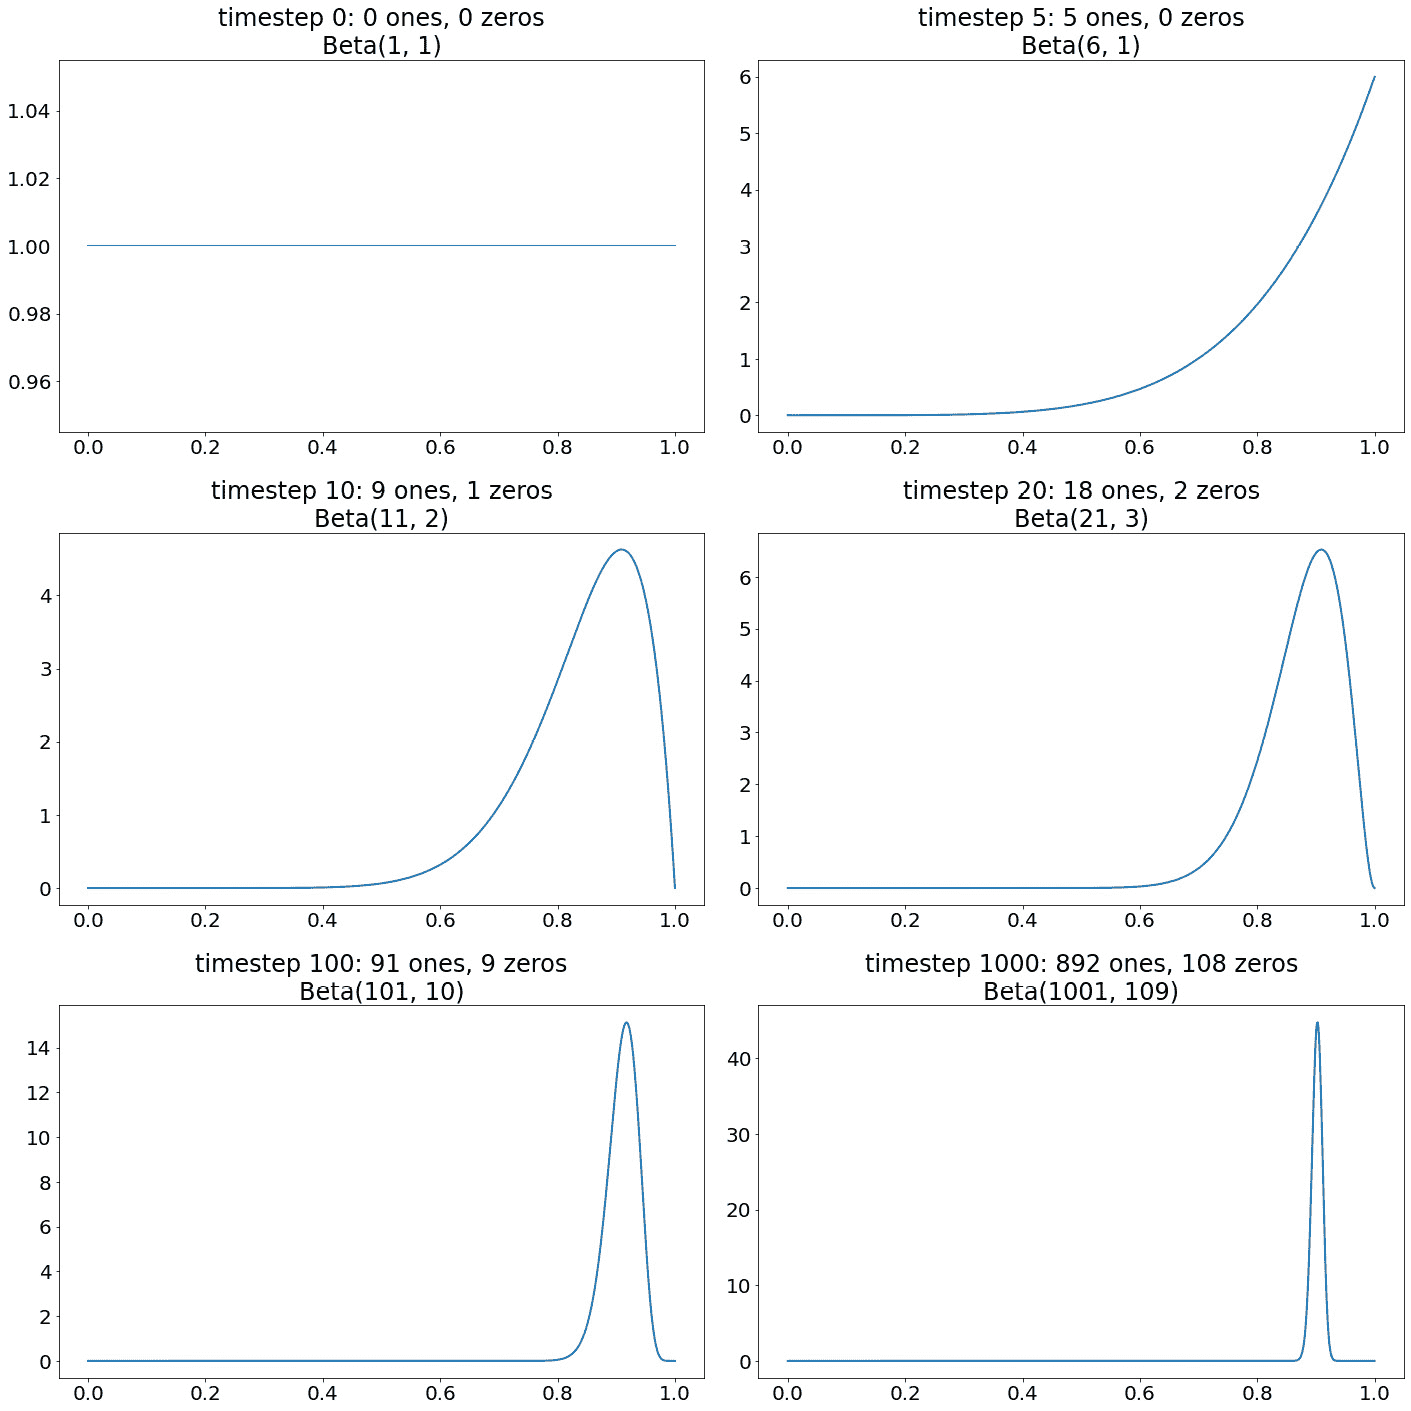 timestep 0: 0 ones, 0 zeros
Beta(1, 1)
1.04
1.02
1.00
0.98
0.96
0.0 0.2 0.4 0.6 0.8 1.0
timestep 5: 5 ones, 0 zeros
Beta(6, 1)
6
5
4
3
2
1
0
0.0 0.2 0.4 0.6 0.8 1.0
timestep 10: 9 ones, 1 zeros
Beta(11, 2)
4
3
2
1
0
0.0 0.2 0.4 0.6 0.8 1.0
timestep 20: 18 ones, 2 zeros
Beta(21, 3)
6
5
4
3
2
1
0
0.0 0.2 0.4 0.6 0.8 1.0
timestep 100: 91 ones, 9 zeros
Beta(101, 10)
14
12
10
8
6
4
2
0
0.0 0.2 0.4 0.6 0.8 1.0
timestep 1000: 892 ones, 108 zeros
Beta(1001, 109)
40
30
20
10
0
0.0 0.2 0.4 0.6 0.8 1.0